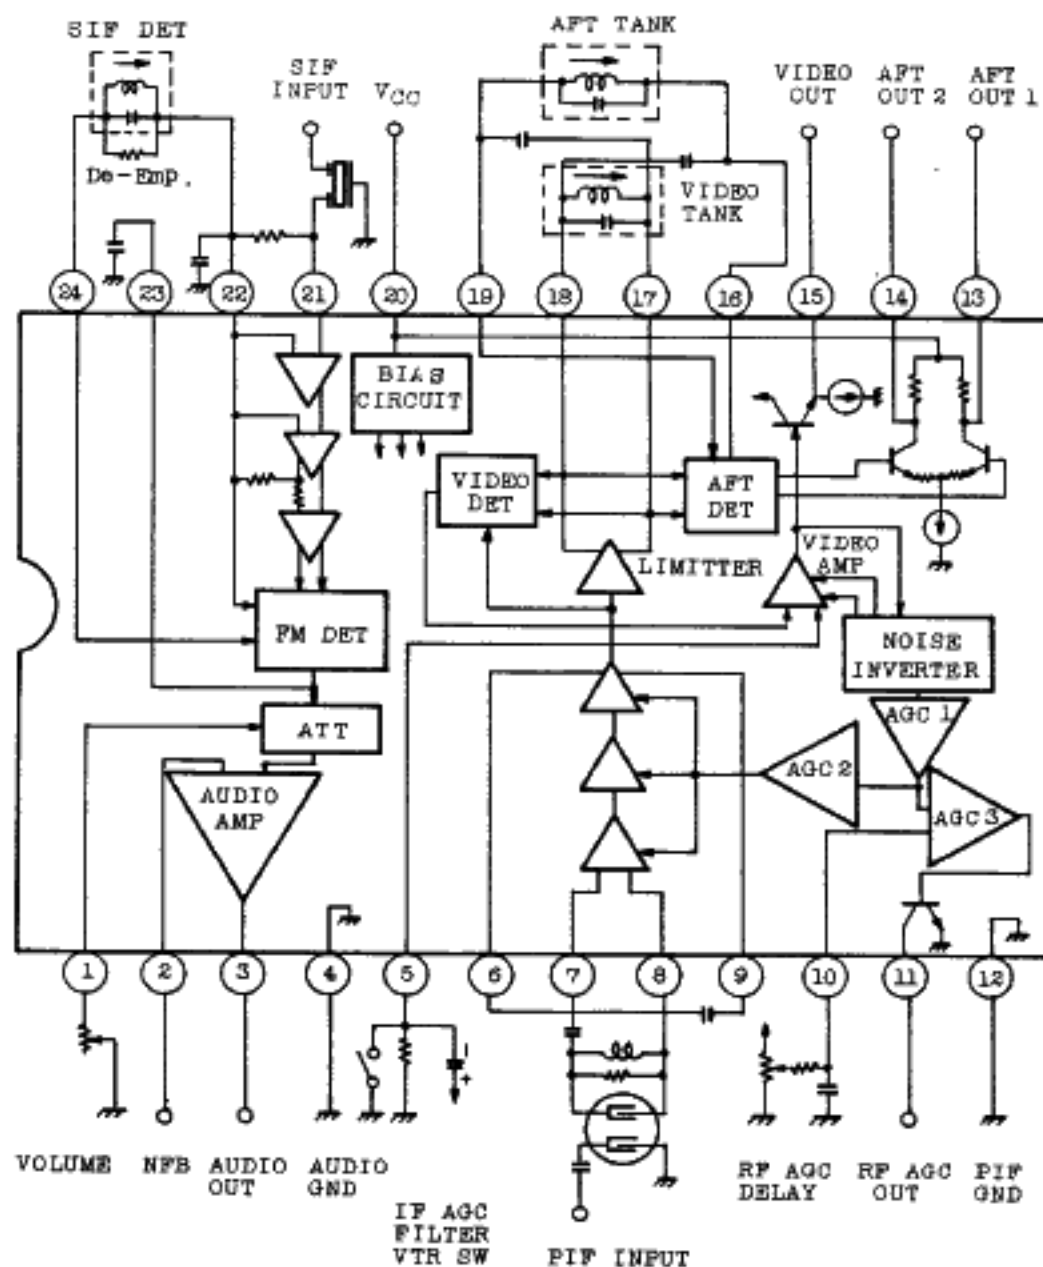 SIF DET
AFT TANK
SIF
INPUT
VCC
VIDEO
OUT
AFT
OUT 2
AFT
OUT 1
De-Emp.
VIDEO
TANK
24
23
22
21
20
19
18
17
16
15
14
13
BIAS
CIRCUIT
VIDEO
DET
AFT
DET
LIMITTER
VIDEO
AMP
FM DET
NOISE
INVERTER
ATT
AGC 1
AUDIO
AMP
AGC 2
AGC 3
1
2
3
4
5
6
7
8
9
10
11
12
+
VOLUME
NFB
AUDIO
OUT
AUDIO
GND
IF AGC
FILTER
VTR SW
PIF INPUT
RF AGC
DELAY
RF AGC
OUT
PIF
GND